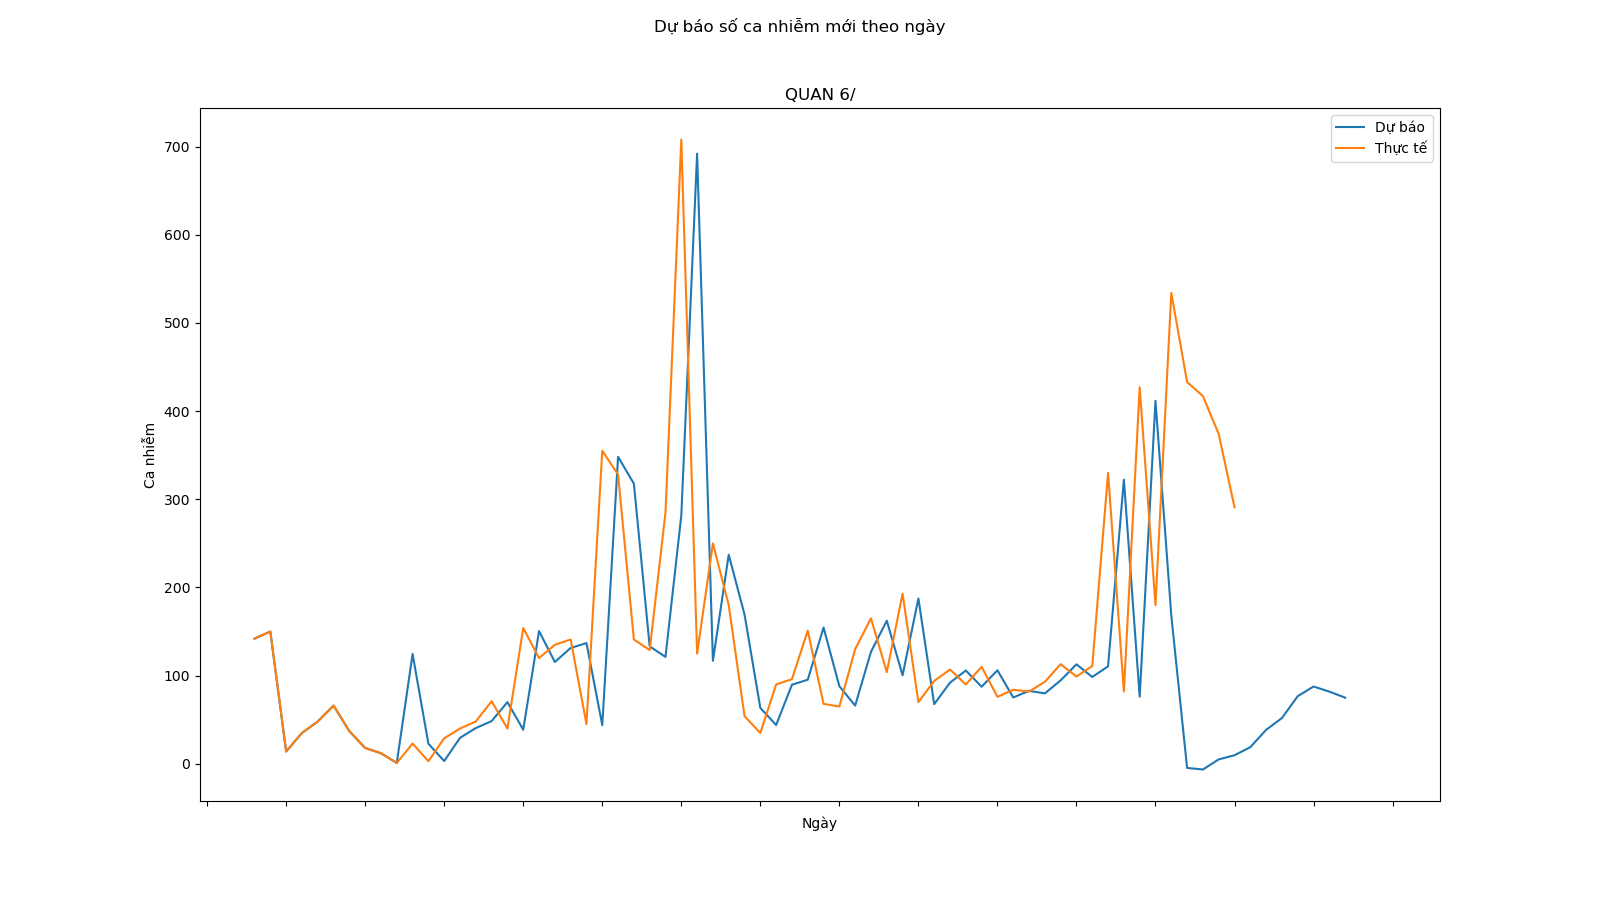 Dự báo số ca nhiễm mới theo ngày
QUAN 6/
Dự báo
Thực tế
700
600
500
400
300
200
100
0
Ca nhiễm
Ngày